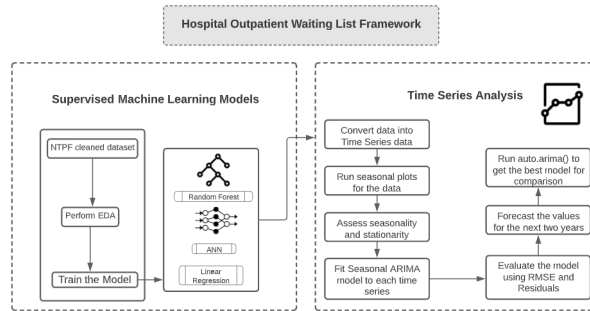 Hospital Outpatient Waiting List Framework
Supervised Machine Learning Models
NTPF cleaned dataset
Perform EDA
Train the Model
Random Forest
ANN
Linear
Regression
Time Series Analysis
Convert data into
Time Series data
Run seasonal plots
for the data
Assess seasonality
and stationarity
Fit Seasonal ARIMA
model to each time
series
Evaluate the model
using RMSE and
Residuals
Forecast the values
for the next two years
Run auto.arima() to
get the best model for
comparison